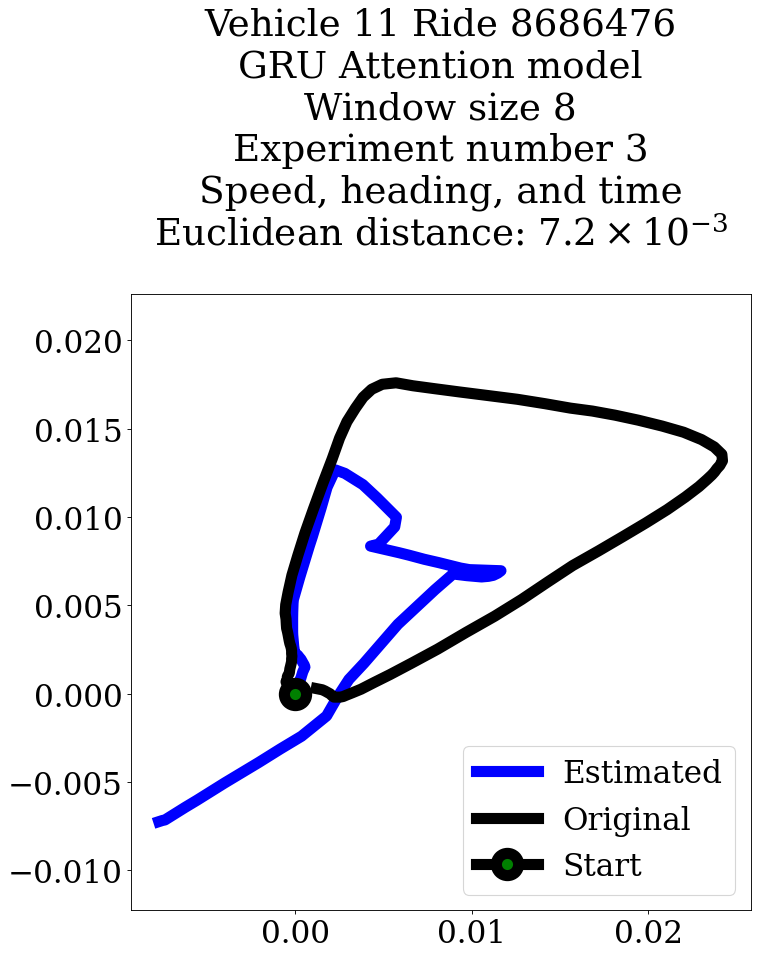 Vehicle 11 Ride 8686476
GRU Attention model
Window size 8
Experiment number 3
Speed, heading, and time
Euclidean distance: 7.2 × 10⁻³
0.020
0.015
0.010
0.005
0.000
−0.005
−0.010
Estimated
Original
Start
0.00 0.01 0.02